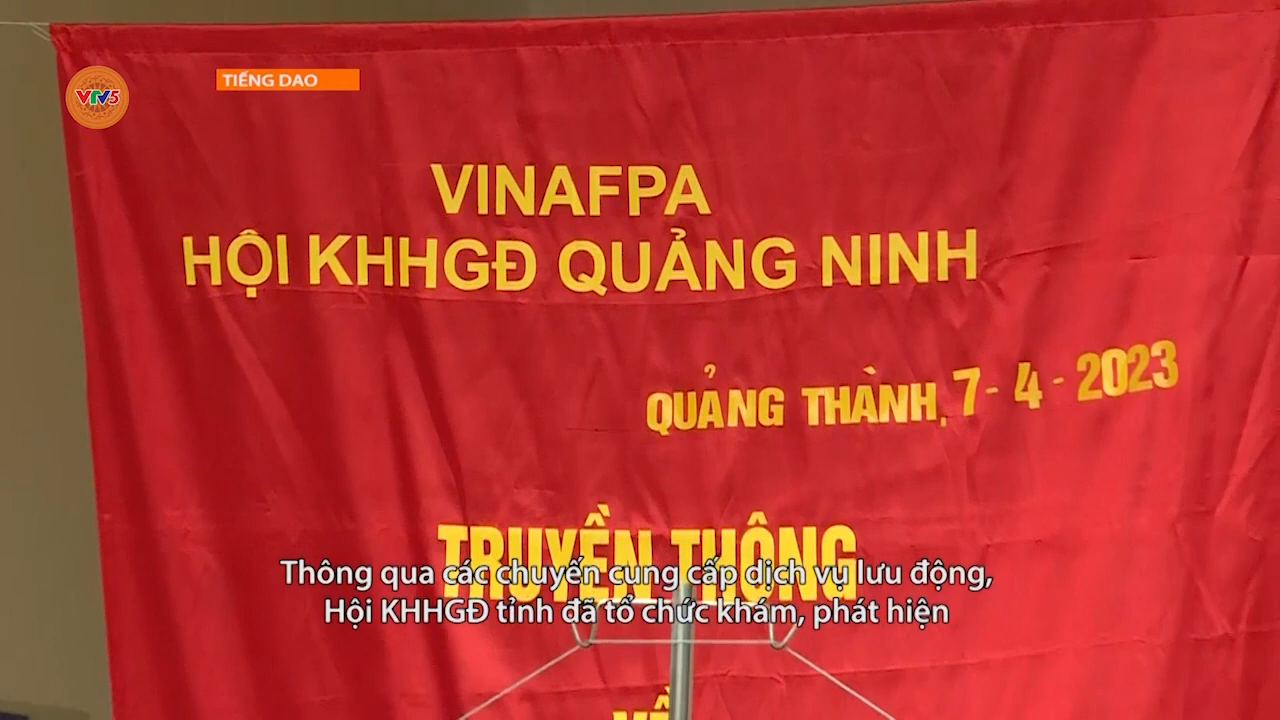 VTV5
TIẾNG DAO
VINAFPA
HỘI KHHGĐ QUẢNG NINH
QUẢNG THÀNH, 7-4-2023
TRUYỀN THÔNG
Thông qua các chuyến cung cấp dịch vụ lưu động,
Hội KHHGĐ tỉnh đã tổ chức khám, phát hiện
VỀ